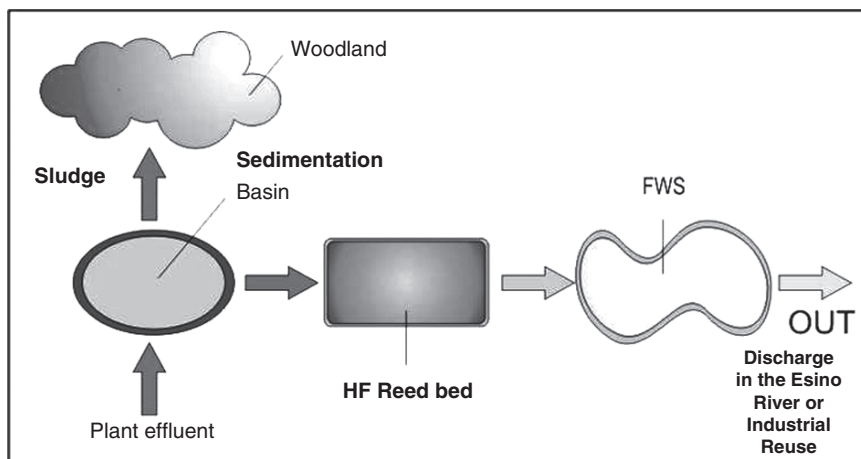 Woodland
Sludge
Sedimentation
Basin
FWS
HF Reed bed
Plant effluent
OUT
Discharge
in the Esino
River or
Industrial
Reuse